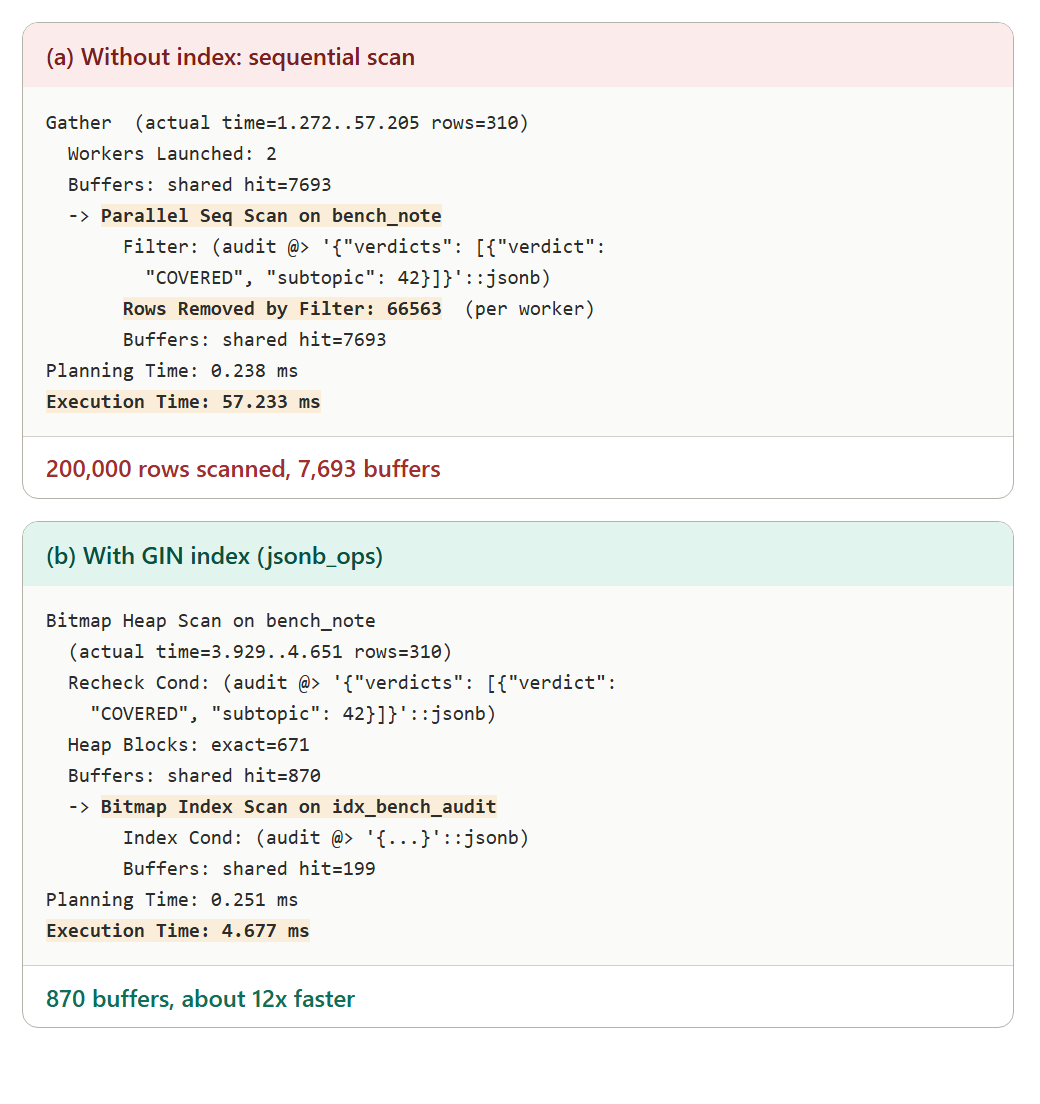 (a) Without index: sequential scan
Gather  (actual time=1.272..57.205 rows=310)
  Workers Launched: 2
  Buffers: shared hit=7693
  -> Parallel Seq Scan on bench_note
       Filter: (audit @> '{"verdicts": [{"verdict":
         "COVERED", "subtopic": 42}]}'::jsonb)
       Rows Removed by Filter: 66563  (per worker)
       Buffers: shared hit=7693
Planning Time: 0.238 ms
Execution Time: 57.233 ms
200,000 rows scanned, 7,693 buffers
(b) With GIN index (jsonb_ops)
Bitmap Heap Scan on bench_note
  (actual time=3.929..4.651 rows=310)
  Recheck Cond: (audit @> '{"verdicts": [{"verdict":
    "COVERED", "subtopic": 42}]}'::jsonb)
  Heap Blocks: exact=671
  Buffers: shared hit=870
  -> Bitmap Index Scan on idx_bench_audit
       Index Cond: (audit @> '{...}'::jsonb)
       Buffers: shared hit=199
Planning Time: 0.251 ms
Execution Time: 4.677 ms
870 buffers, about 12x faster